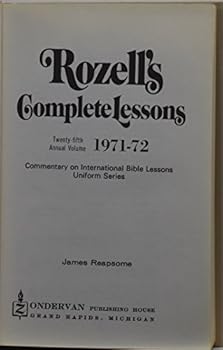 Rozell's
Complete Lessons
Twenty-fifth
Annual Volume 1971-72
Commentary on International Bible Lessons
Uniform Series
James Reapsome
ZONDERVAN PUBLISHING HOUSE
GRAND RAPIDS, MICHIGAN